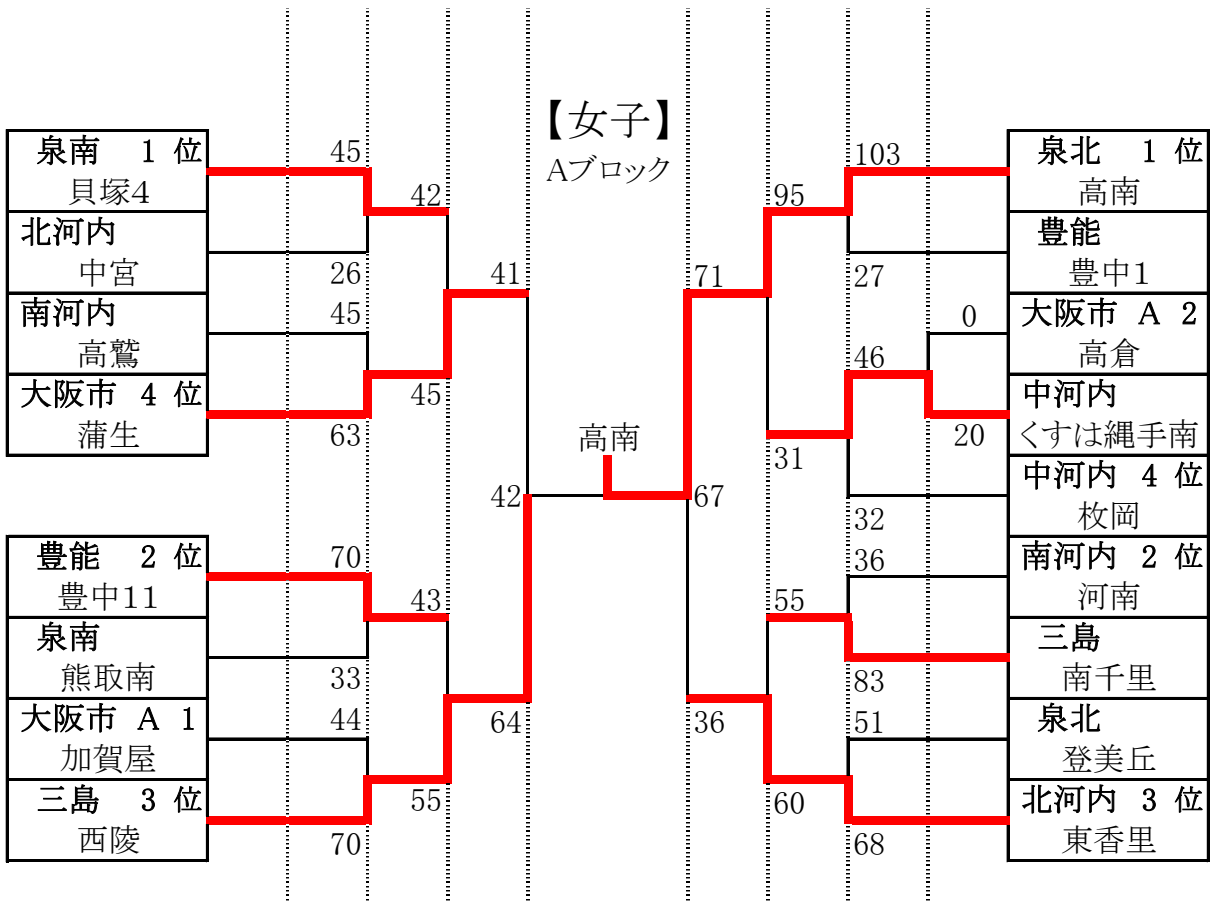 【女子】
Aブロック
泉南 1 位
貝塚4
北河内
中宮
南河内
高鷲
大阪市 4 位
蒲生
豊能 2 位
豊中11
泉南
熊取南
大阪市 A 1
加賀屋
三島 3 位
西陵
45
26
45
63
70
33
44
70
42
45
43
55
41
64
42
高南
67
71
36
95
31
55
60
103
27
46
32
36
83
51
68
0
20
泉北 1 位
高南
豊能
豊中1
大阪市 A 2
高倉
中河内
くすは縄手南
中河内 4 位
枚岡
南河内 2 位
河南
三島
南千里
泉北
登美丘
北河内 3 位
東香里